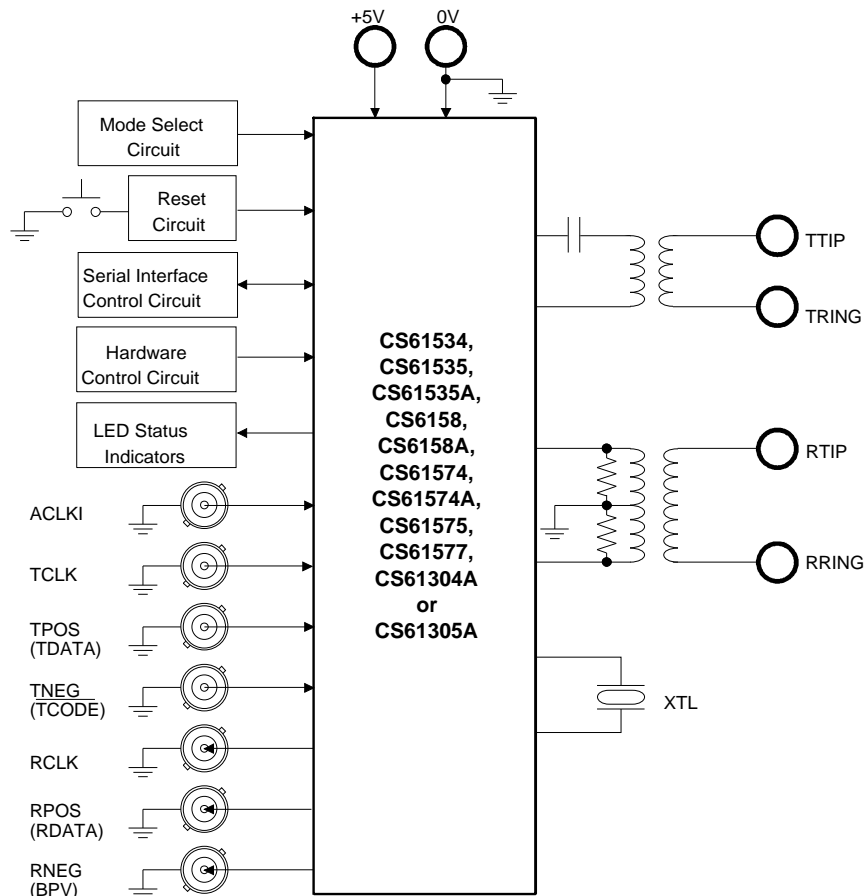 +5V
0V
Mode Select
Circuit
Reset
Circuit
Serial Interface
Control Circuit
Hardware
Control Circuit
LED Status
Indicators
ACLKI
TCLK
TPOS
(TDATA)
TNEG
(TCODE)
RCLK
RPOS
(RDATA)
RNEG
(BPV)
CS61534,
CS61535,
CS61535A,
CS6158,
CS6158A,
CS61574,
CS61574A,
CS61575,
CS61577,
CS61304A
or
CS61305A
TTIP
TRING
RTIP
RRING
XTL